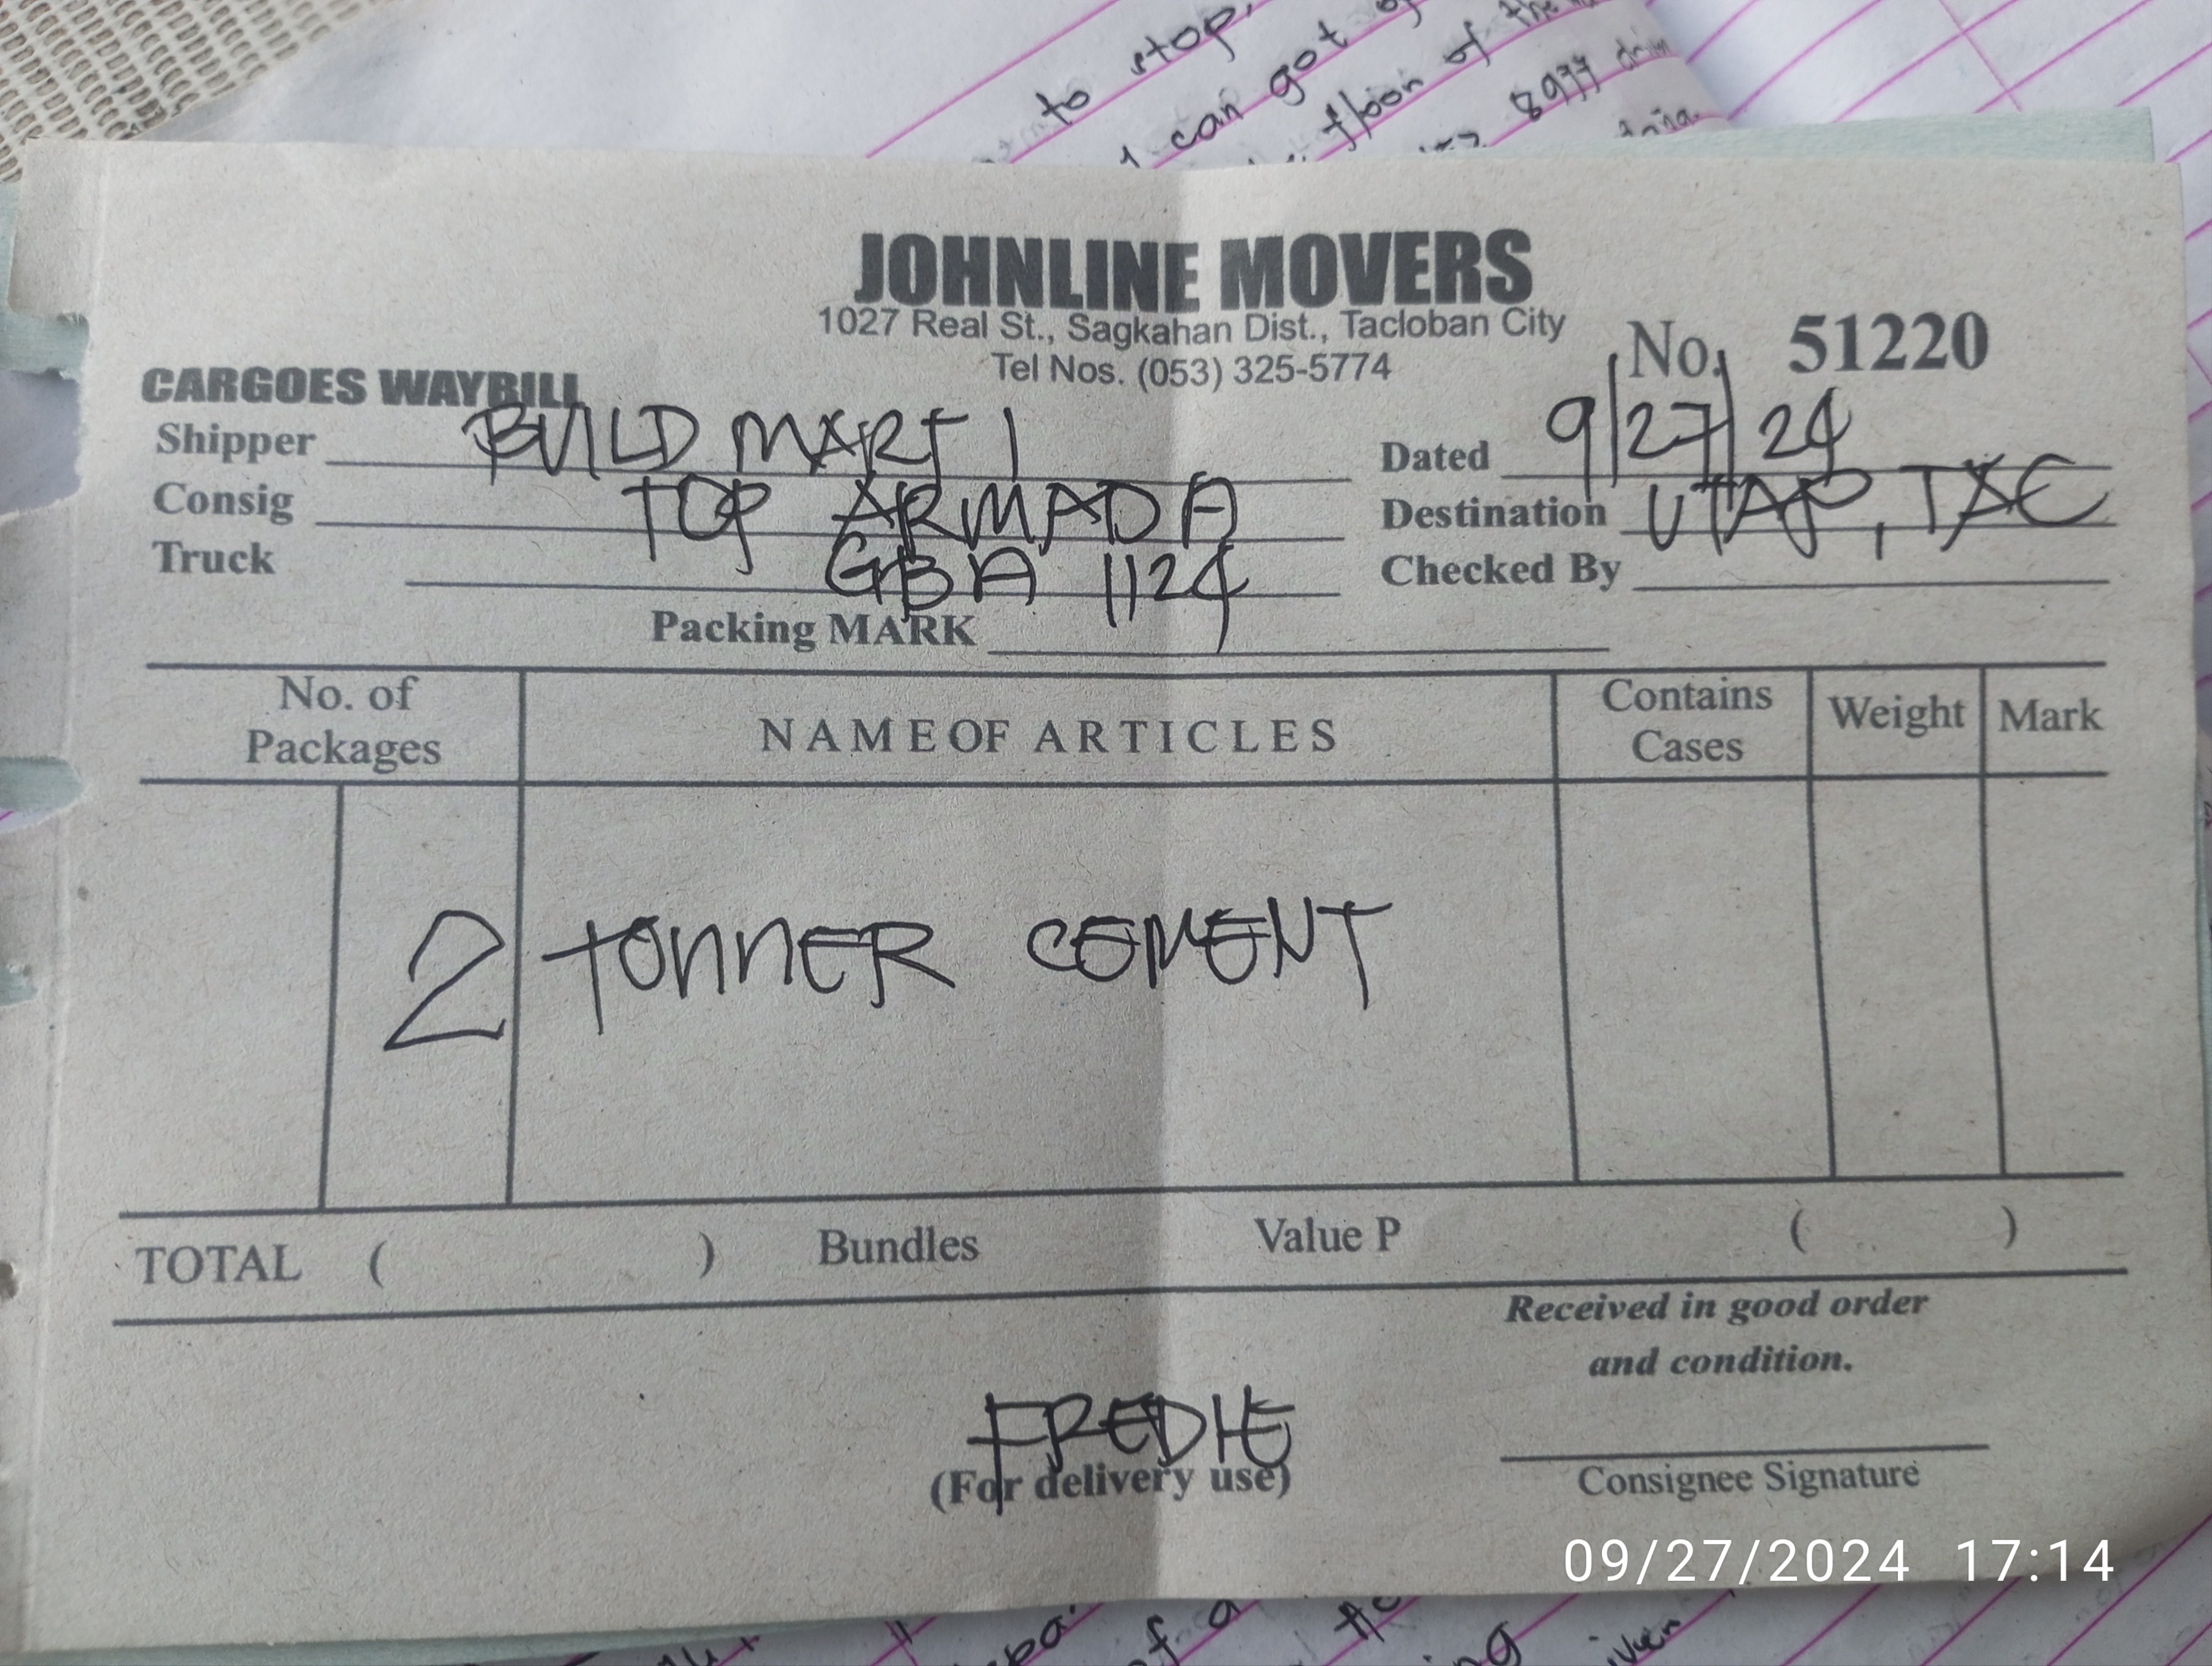 to stop,
can got
floor of the
8977
JOHNLINE MOVERS
1027 Real St., Sagkahan Dist., Tacloban City
Tel Nos. (053) 325-5774
No. 51220
CARGOES WAYBILL
Shipper BUILD MART 1 Dated 9/27/24
Consig TOP ARMADA Destination UTAP, TAC
Truck GBA 1124 Checked By
Packing MARK
No. of Packages NAME OF ARTICLES Contains Cases Weight Mark
2 TONNER CEMENT
TOTAL ( ) Bundles Value P ( )
Received in good order
and condition.
FREDIE
(For delivery use)
Consignee Signature
09/27/2024 17:14
of a